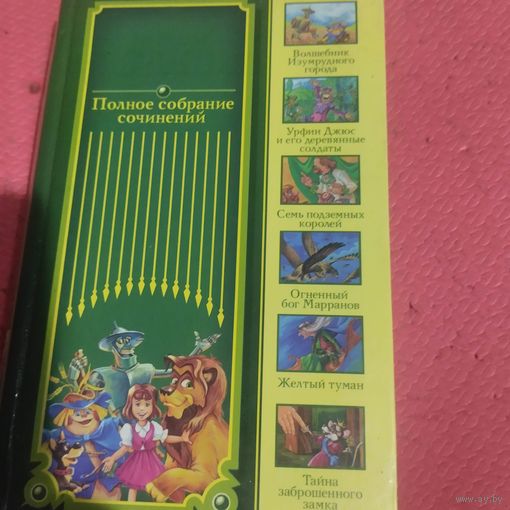 Полное собрание
сочинений
Волшебник
Изумрудного
города
Урфин Джюс
и его деревянные
солдаты
Семь подземных
королей
Огненный
бог Марранов
Желтый туман
Тайна
заброшенного
замка
www.ay.by